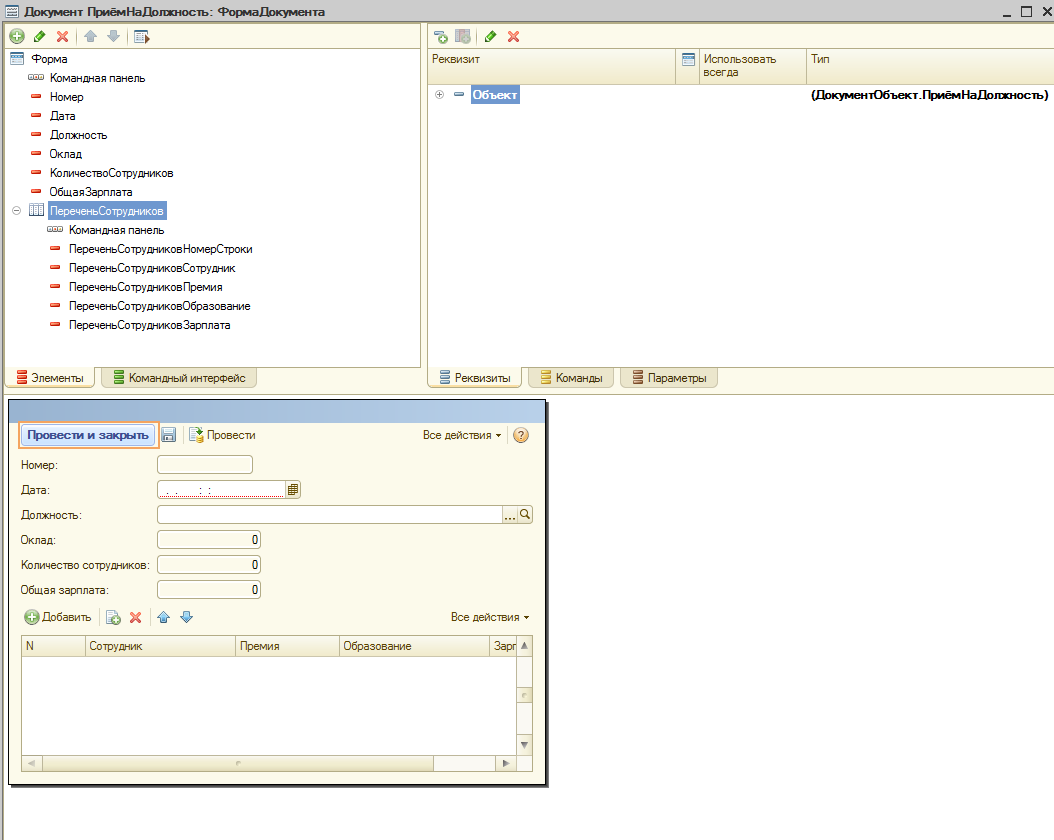 Документ ПриёмНаДолжность: ФормаДокумента
Форма
Командная панель
Номер
Дата
Должность
Оклад
КоличествоСотрудников
ОбщаяЗарплата
ПереченьСотрудников
Командная панель
ПереченьСотрудниковНомерСтроки
ПереченьСотрудниковСотрудник
ПереченьСотрудниковПремия
ПереченьСотрудниковОбразование
ПереченьСотрудниковЗарплата
Элементы Командный интерфейс
Реквизит Использовать всегда Тип
Объект (ДокументОбъект.ПриёмНаДолжность)
Реквизиты Команды Параметры
Провести и закрыть Провести Все действия ?
Номер:
Дата: . . : :
Должность: ...
Оклад: 0
Количество сотрудников: 0
Общая зарплата: 0
Добавить Все действия
N Сотрудник Премия Образование Зарп